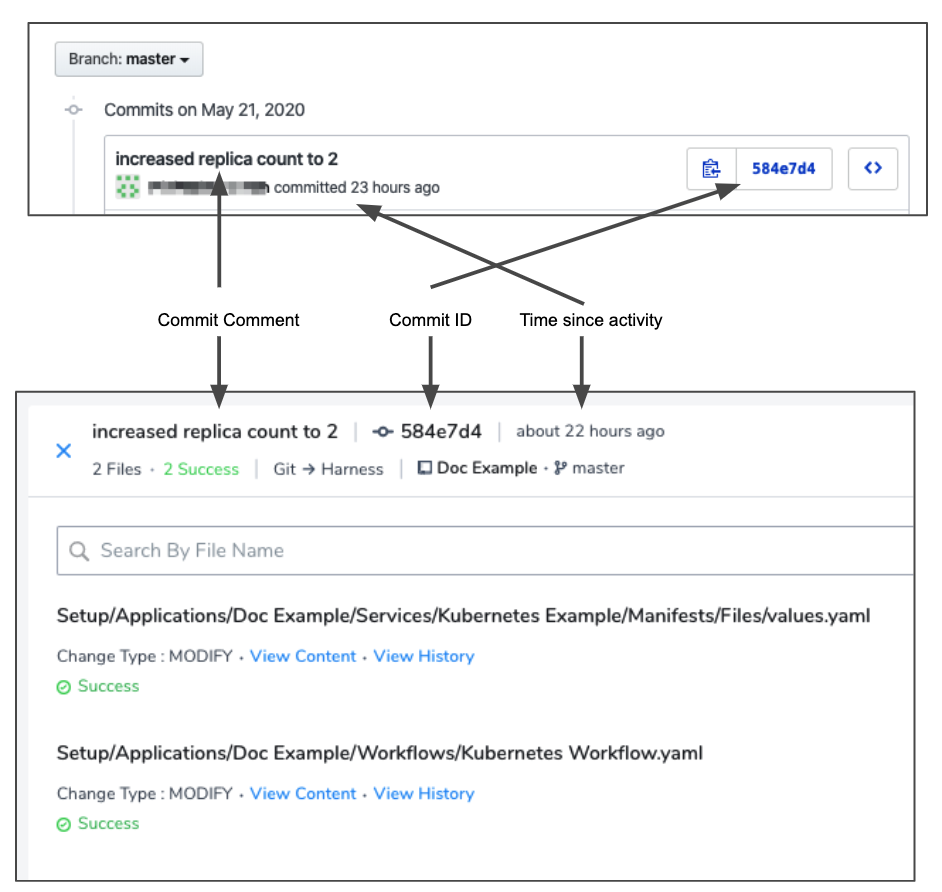 Branch: master
Commits on May 21, 2020
increased replica count to 2
committed 23 hours ago
584e7d4
Commit Comment
Commit ID
Time since activity
increased replica count to 2 584e7d4 about 22 hours ago
2 Files · 2 Success Git → Harness Doc Example · master
Search By File Name
Setup/Applications/Doc Example/Services/Kubernetes Example/Manifests/Files/values.yaml
Change Type : MODIFY · View Content · View History
Success
Setup/Applications/Doc Example/Workflows/Kubernetes Workflow.yaml
Change Type : MODIFY · View Content · View History
Success